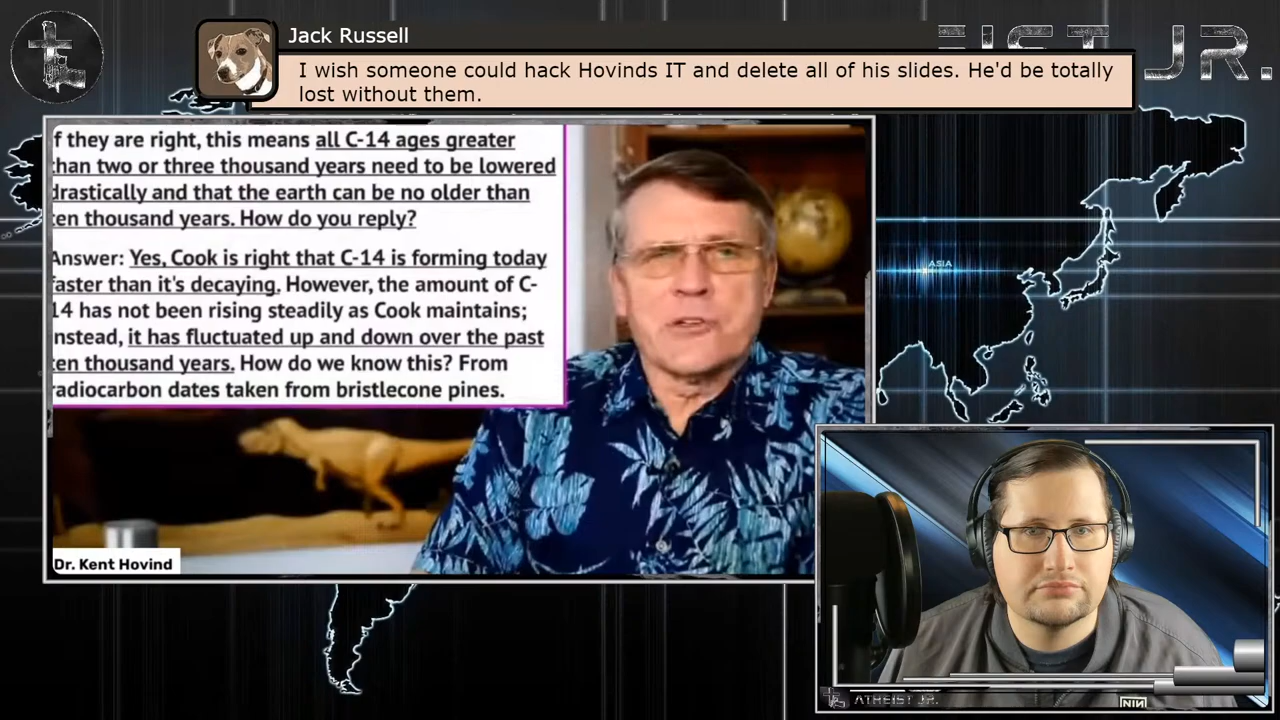 Jack Russell
I wish someone could hack Hovinds IT and delete all of his slides. He'd be totally
lost without them.
EIST JR.
f they are right, this means all C-14 ages greater
than two or three thousand years need to be lowered
drastically and that the earth can be no older than
ten thousand years. How do you reply?
Answer: Yes, Cook is right that C-14 is forming today
faster than it's decaying. However, the amount of C-
14 has not been rising steadily as Cook maintains;
nstead, it has fluctuated up and down over the past
ten thousand years. How do we know this? From
radiocarbon dates taken from bristlecone pines.
ASIA
Dr. Kent Hovind
ATHEIST JR.
NIN